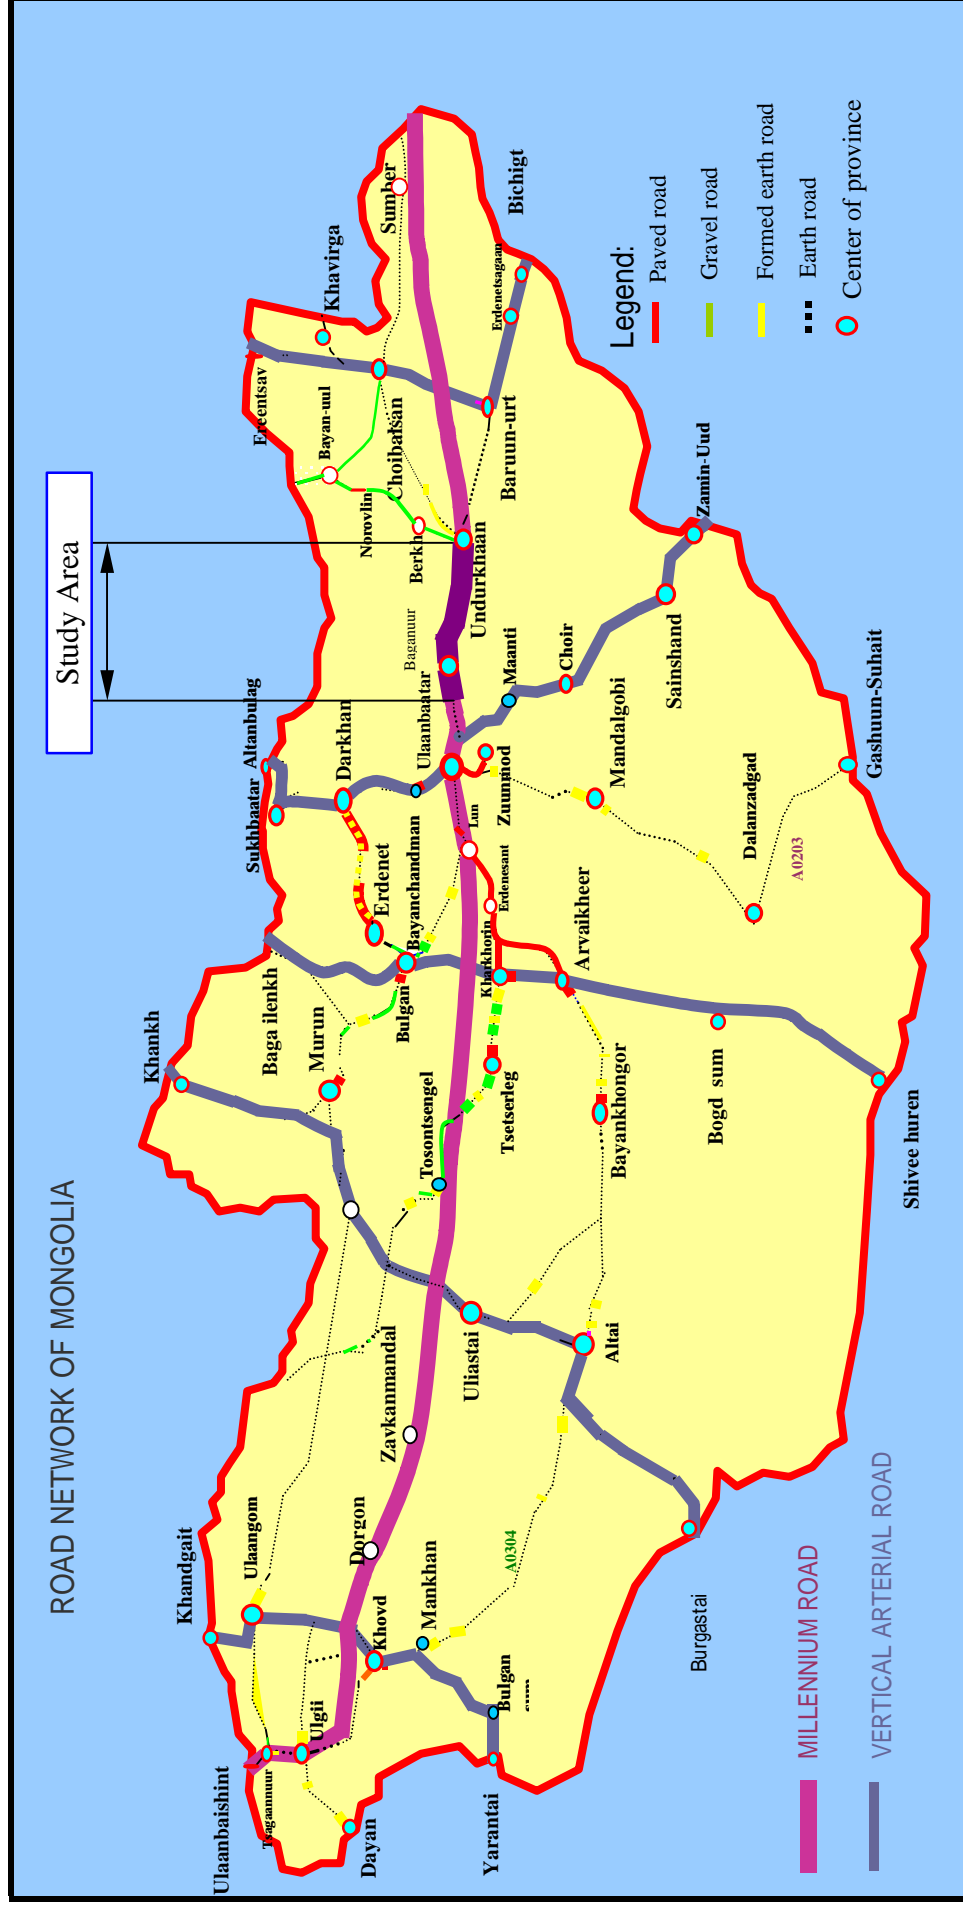 ROAD NETWORK OF MONGOLIA
Study Area
Ulaanbaishint
Tsagaannuur
Ulgii
Dayan
Yarantai
Khandgait
Ulaangom
Khovd
Mankhan
Bulgan
Dorgon
Zavkanmandal
A0304
Burgastai
Uliastai
Altai
Tosontsengel
Tsetserleg
Bayankhongor
Khankh
Murun
Baga ilenkh
Bulgan
Bayanchandman
Erdenet
Kharkhorin
Erdenesant
Arvaikheer
Bogd sum
Shivee huren
Sukhbaatar
Altanbulag
Darkhan
Ulaanbaatar
Lun
Zuunmod
Mandalgobi
Dalanzadgad
A0203
Gashuun-Suhait
Baganuur
Maanti
Choir
Sainshand
Zamin-Uud
Undurkhaan
Berkh
Norovlin
Bayan-uul
Choibalsan
Ereentsav
Khavirga
Sumber
Baruun-urt
Erdenetsagaan
Bichigt
Legend:
Paved road
Gravel road
Formed earth road
Earth road
Center of province
MILLENNIUM ROAD
VERTICAL ARTERIAL ROAD